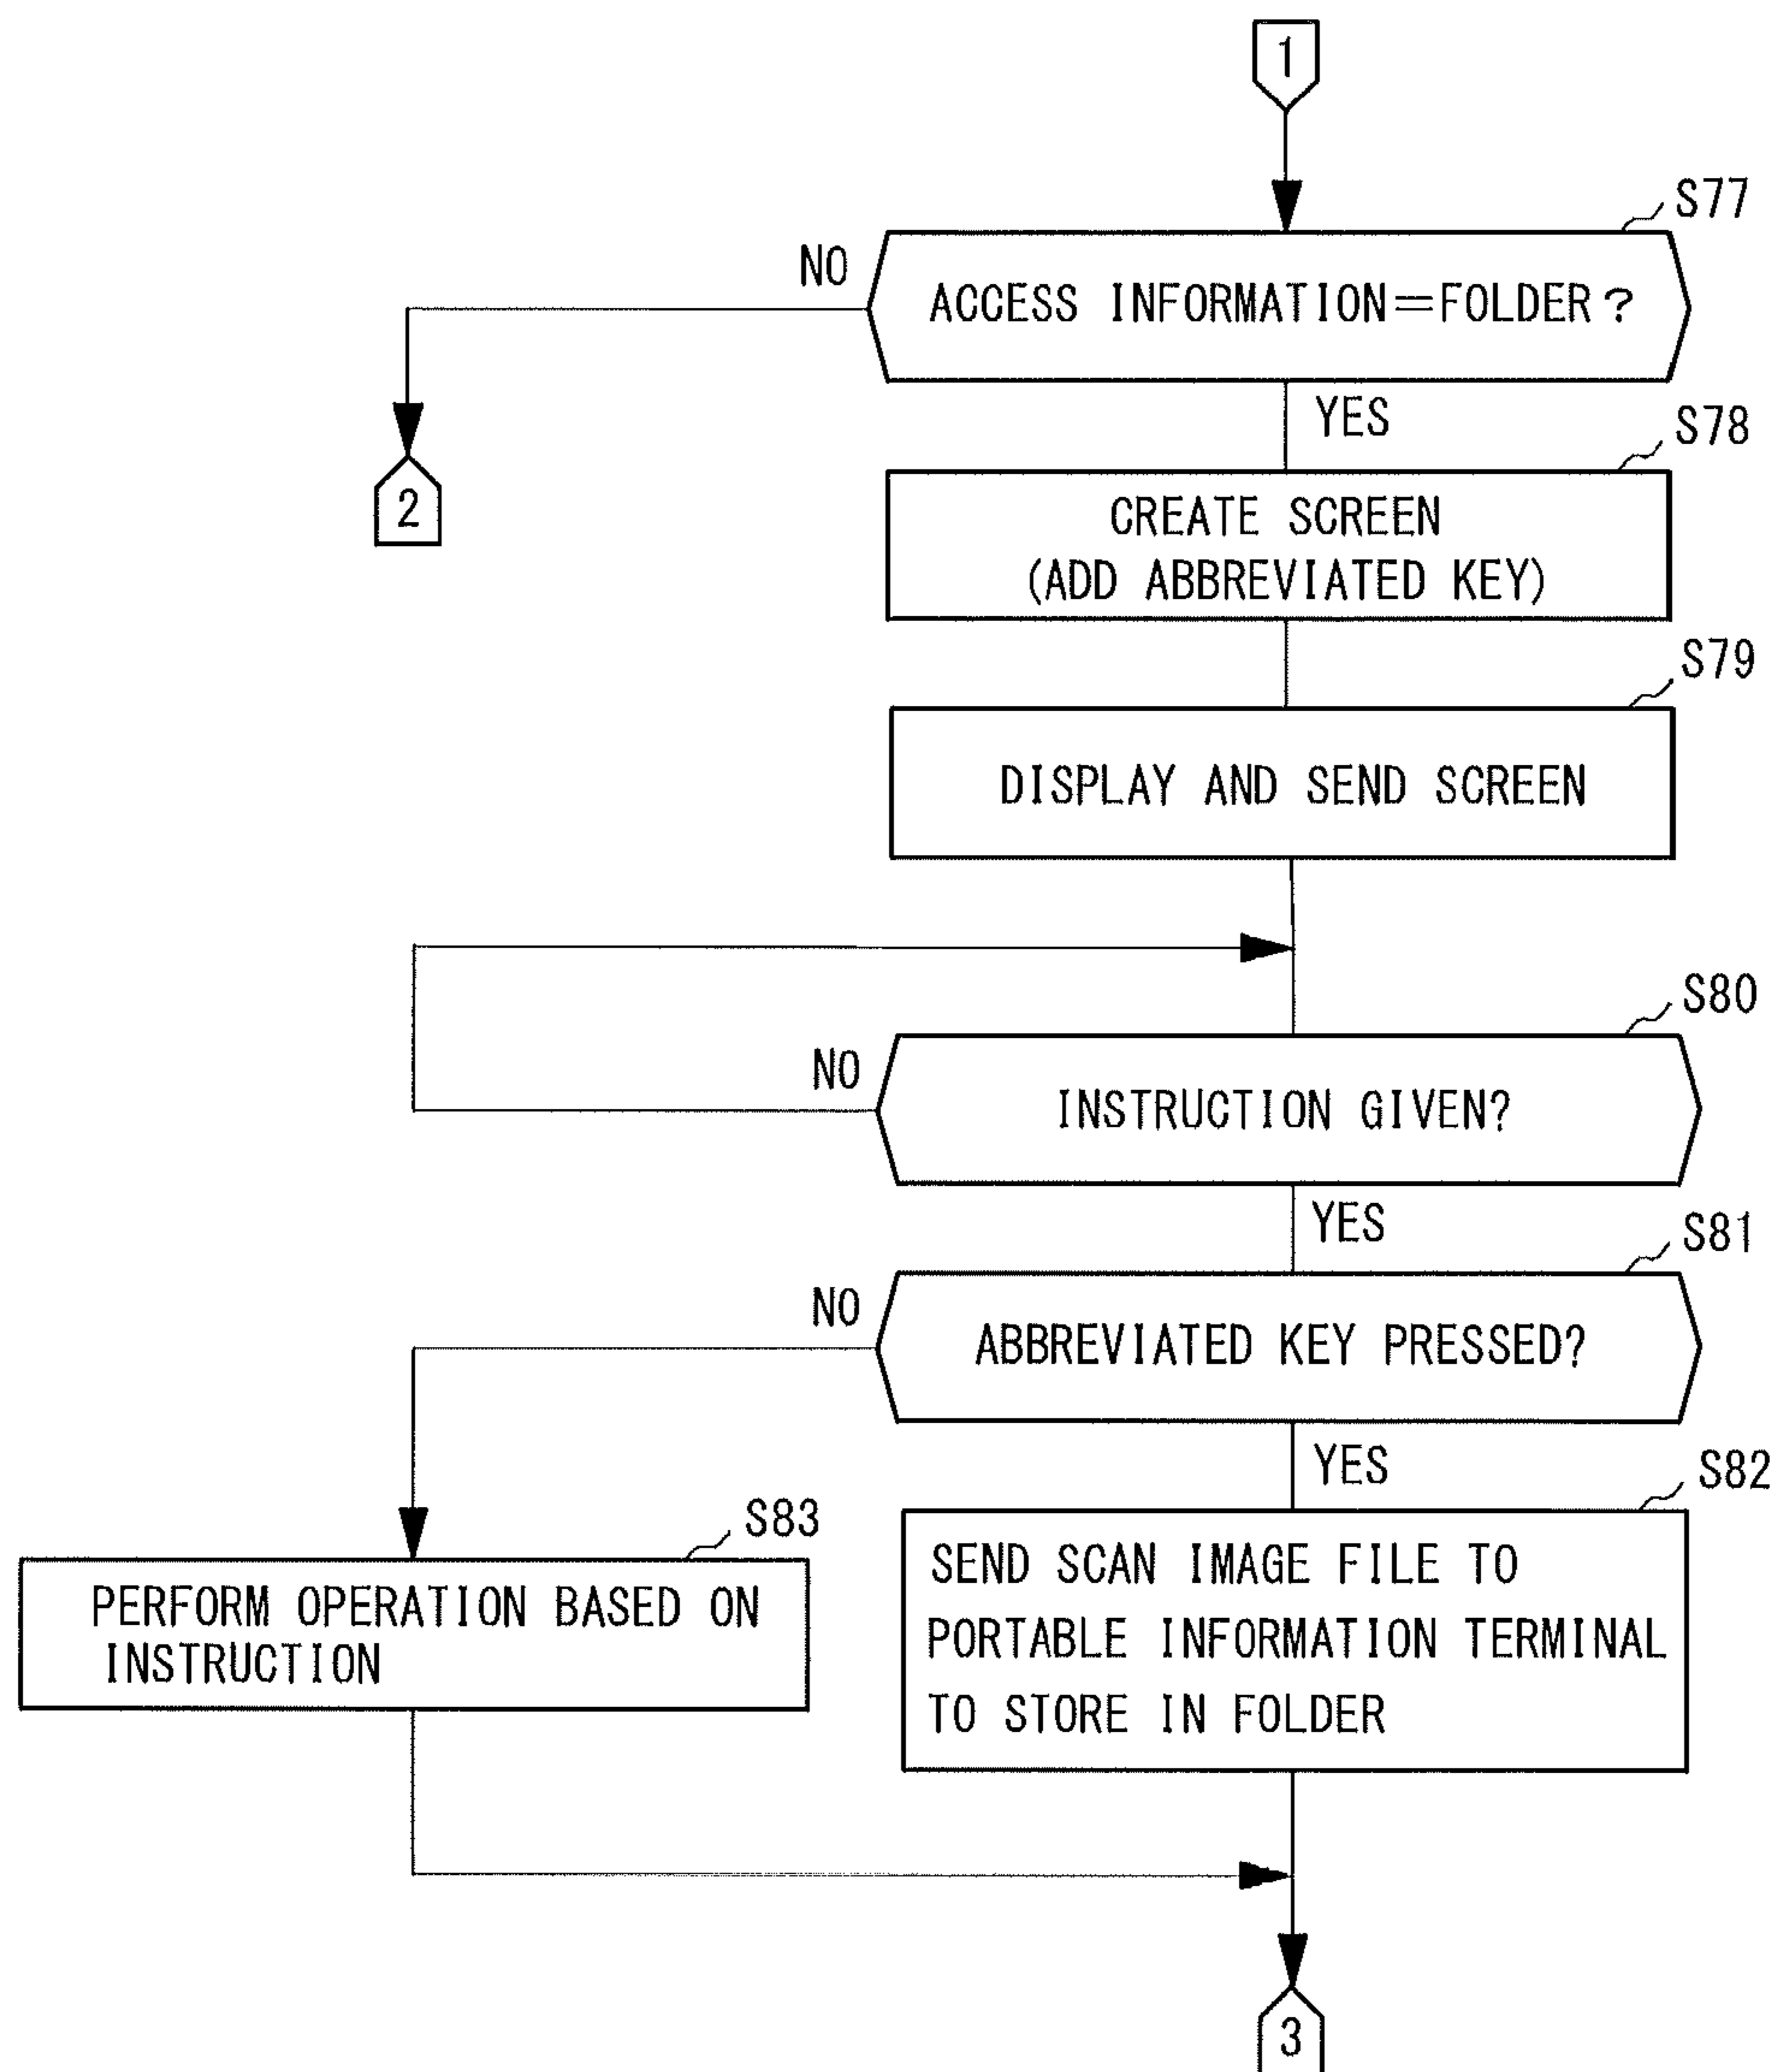 1
S77
NO
ACCESS INFORMATION=FOLDER?
YES
2
S78
CREATE SCREEN
(ADD ABBREVIATED KEY)
S79
DISPLAY AND SEND SCREEN
S80
NO
INSTRUCTION GIVEN?
YES
S81
NO
ABBREVIATED KEY PRESSED?
YES
S82
SEND SCAN IMAGE FILE TO
PORTABLE INFORMATION TERMINAL
TO STORE IN FOLDER
S83
PERFORM OPERATION BASED ON
INSTRUCTION
3